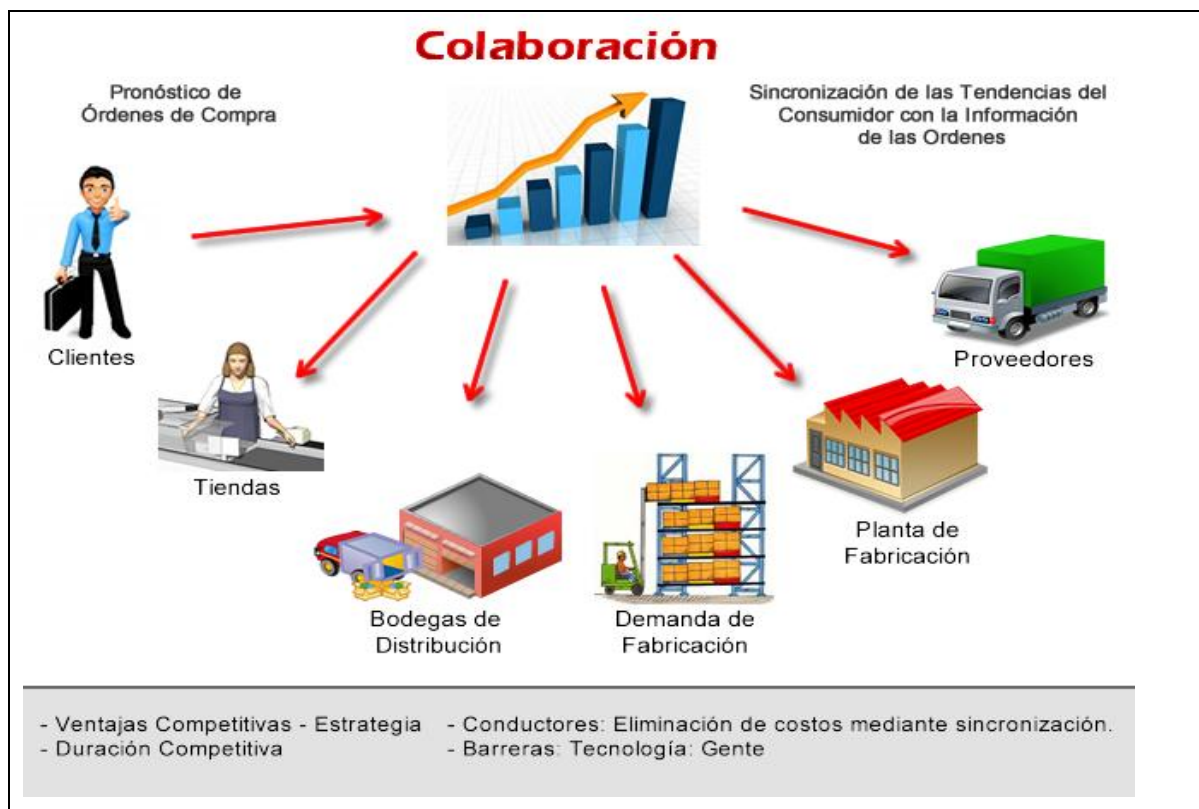 Colaboración
Pronóstico de
Órdenes de Compra
Sincronización de las Tendencias del
Consumidor con la Información
de las Ordenes
Clientes
Proveedores
Tiendas
Planta de
Fabricación
Bodegas de
Distribución
Demanda de
Fabricación
- Ventajas Competitivas - Estrategia
- Duración Competitiva
- Conductores: Eliminación de costos mediante sincronización.
- Barreras: Tecnología: Gente